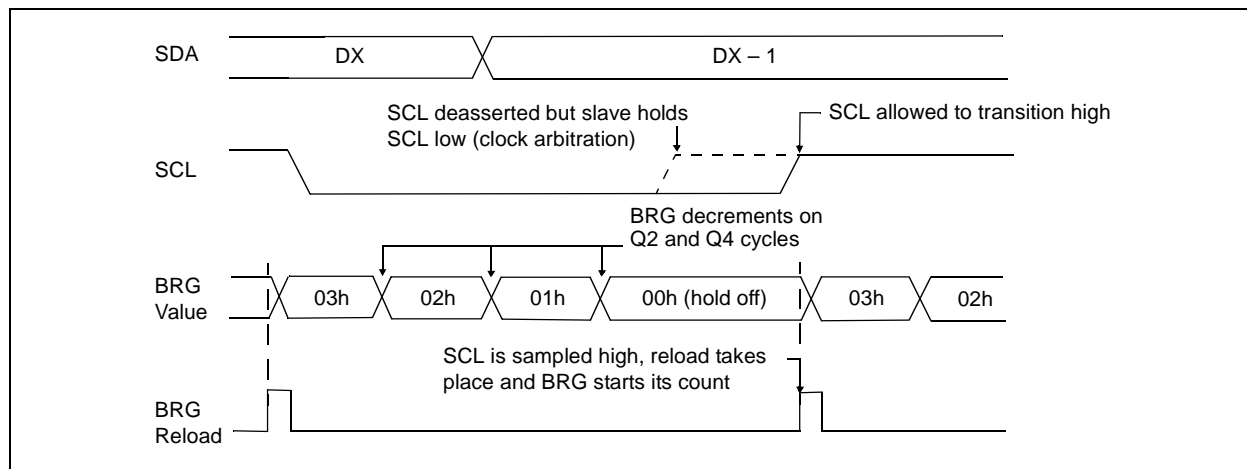 SDA
DX
DX – 1
SCL deasserted but slave holds
SCL low (clock arbitration)
SCL allowed to transition high
SCL
BRG decrements on
Q2 and Q4 cycles
BRG
Value
03h
02h
01h
00h (hold off)
03h
02h
SCL is sampled high, reload takes
place and BRG starts its count
BRG
Reload